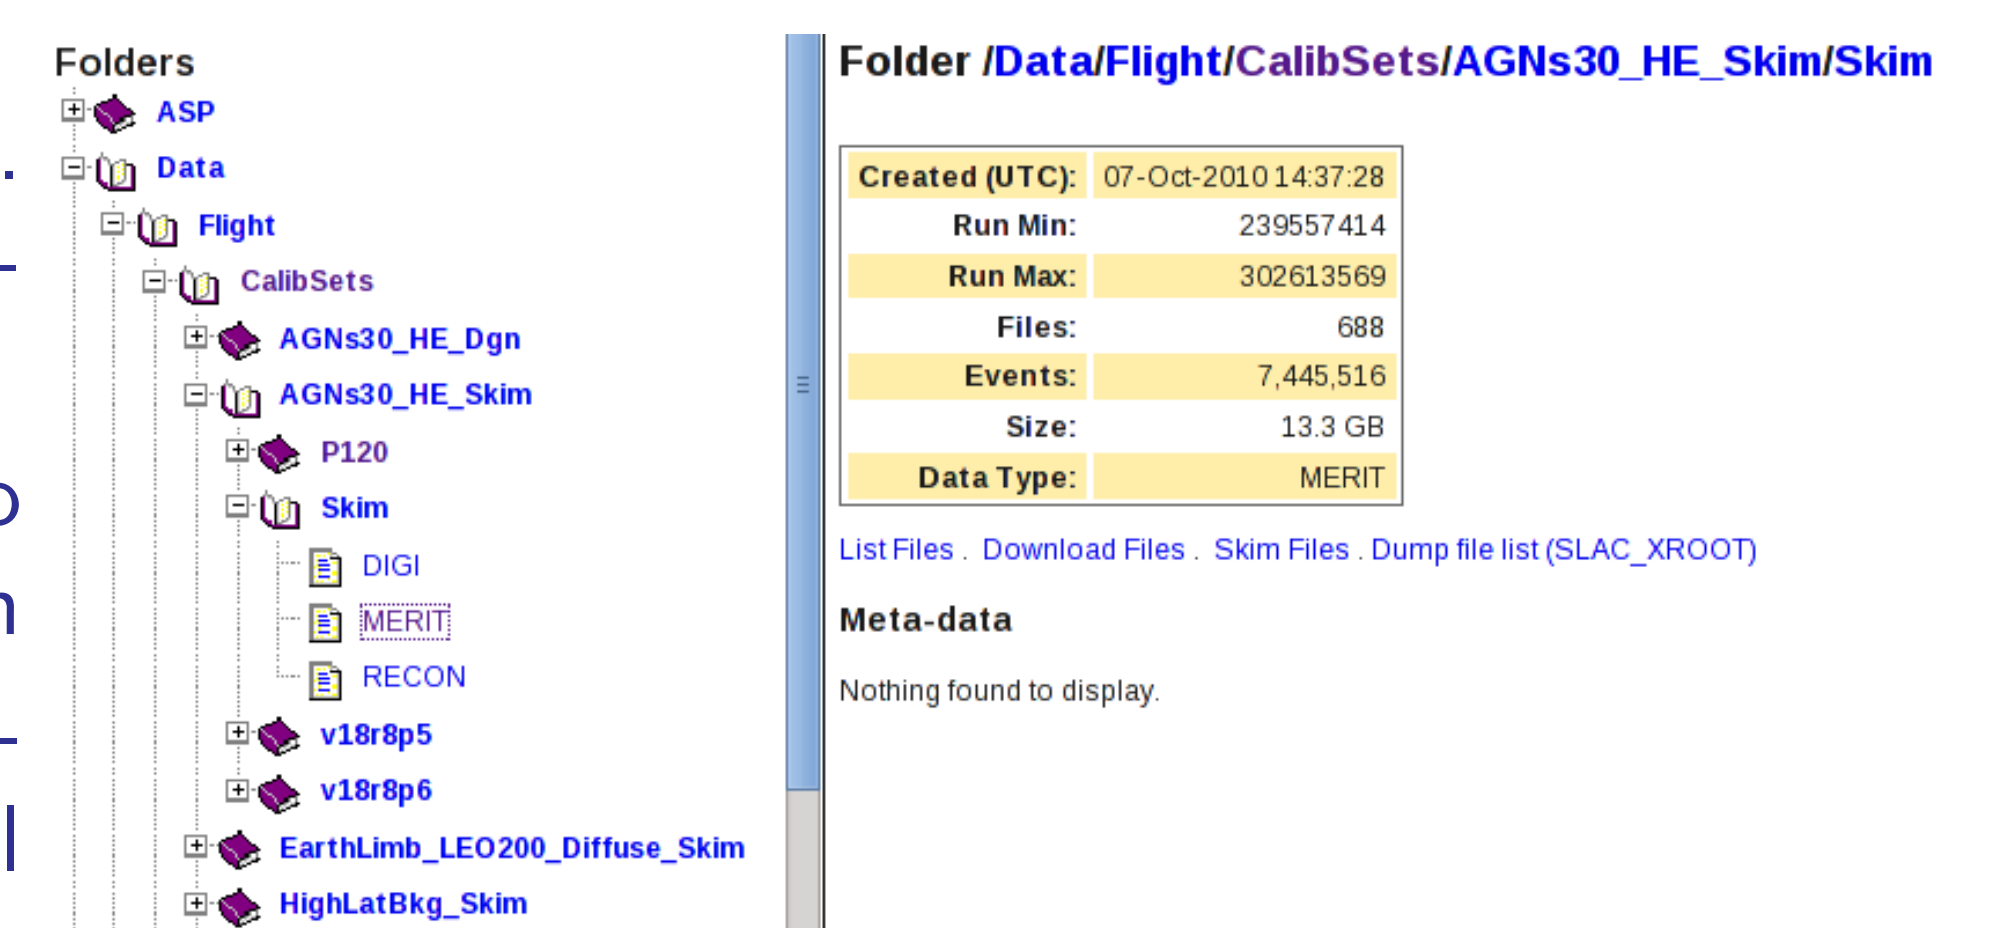 Folders
ASP
Data
Flight
CalibSets
AGNs30_HE_Dgn
AGNs30_HE_Skim
P120
Skim
DIGI
MERIT
RECON
v18r8p5
v18r8p6
EarthLimb_LEO200_Diffuse_Skim
HighLatBkg_Skim
Folder /Data/Flight/CalibSets/AGNs30_HE_Skim/Skim
Created (UTC): 07-Oct-2010 14:37:28
Run Min: 239557414
Run Max: 302613569
Files: 688
Events: 7,445,516
Size: 13.3 GB
Data Type: MERIT
List Files . Download Files . Skim Files . Dump file list (SLAC_XROOT)
Meta-data
Nothing found to display.